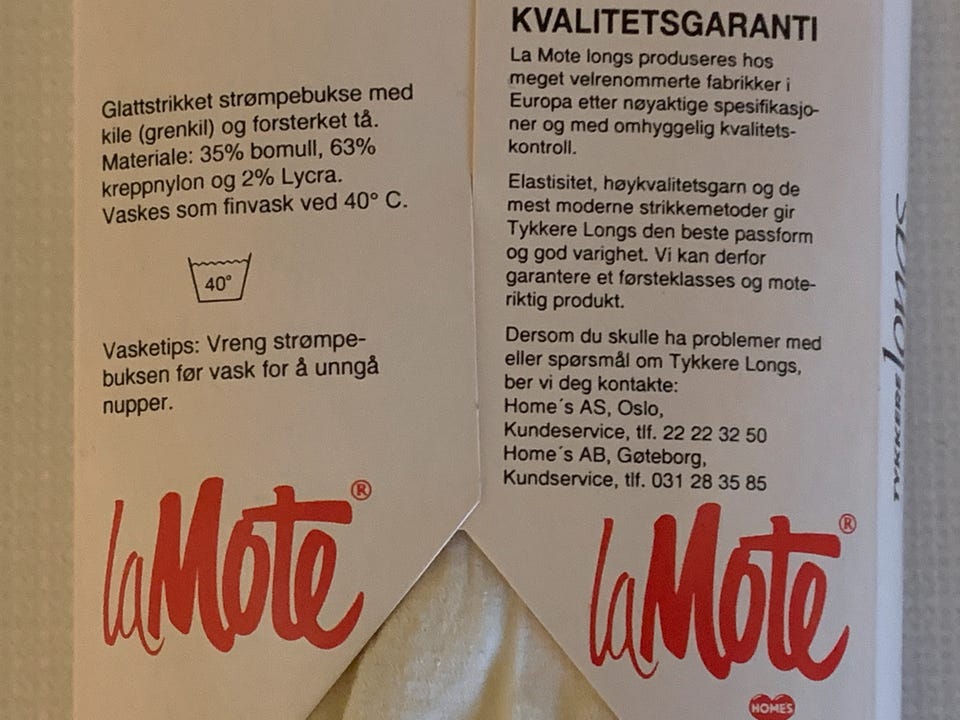 Glattstrikket strømpebukse med
kile (grenkil) og forsterket tå.
Materiale: 35% bomull, 63%
kreppnylon og 2% Lycra.
Vaskes som finvask ved 40° C.
40°
Vasketips: Vreng strømpe-
buksen før vask for å unngå
nupper.
laMote®
KVALITETSGARANTI
La Mote longs produseres hos
meget velrenommerte fabrikker i
Europa etter nøyaktige spesifikasjo-
ner og med omhyggelig kvalitets-
kontroll.
Elastisitet, høykvalitetsgarn og de
mest moderne strikkemetoder gir
Tykkere Longs den beste passform
og god varighet. Vi kan derfor
garantere et førsteklasses og mote-
riktig produkt.
Dersom du skulle ha problemer med
eller spørsmål om Tykkere Longs,
ber vi deg kontakte:
Home´s AS, Oslo,
Kundeservice, tlf. 22 22 32 50
Home´s AB, Gøteborg,
Kundservice, tlf. 031 28 35 85
laMote®
HOMES
TYKKERE longs